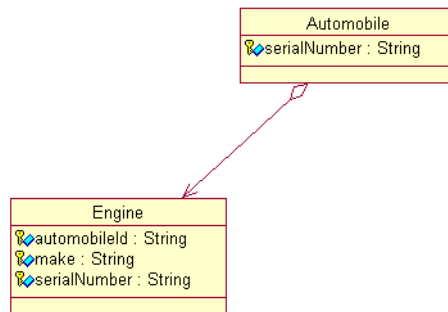 Automobile
serialNumber : String
Engine
automobileId : String
make : String
serialNumber : String